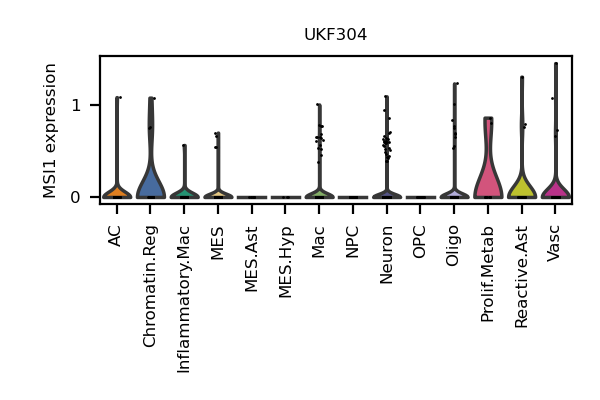 UKF304
MSI1 expression
1
0
AC
Chromatin.Reg
Inflammatory.Mac
MES
MES.Ast
MES.Hyp
Mac
NPC
Neuron
OPC
Oligo
Prolif.Metab
Reactive.Ast
Vasc